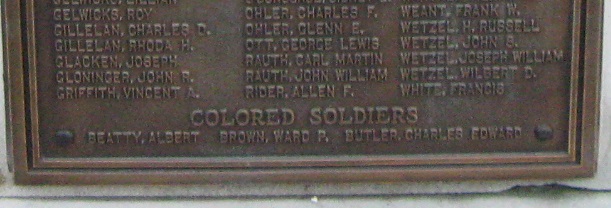 GELWICKS, ROY
GILLELAN, CHARLES D.
GILLELAN, RHODA H.
GLACKEN, JOSEPH
GLONINGER, JOHN R.
GRIFFITH, VINCENT A.
OHLER, CHARLES F.
OHLER, GLENN E.
OTT, GEORGE LEWIS
RAUTH, CARL MARTIN
RAUTH, JOHN WILLIAM
RIDER, ALLEN F.
WEANT, FRANK W.
WETZEL, H. RUSSELL
WETZEL, JOHN S.
WETZEL, JOSEPH WILLIAM
WETZEL, WILBERT D.
WHITE, FRANCIS
COLORED SOLDIERS
BEATTY, ALBERT BROWN, WARD P. BUTLER, CHARLES EDWARD